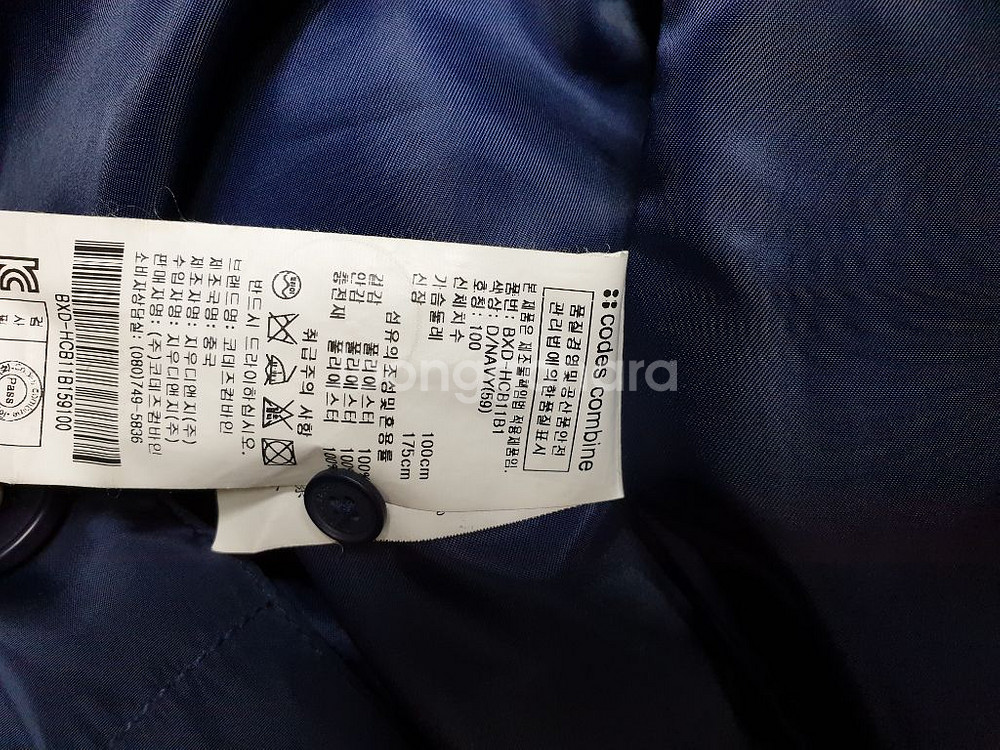 codes combine
품질경영및공산품안전
관리법에의한품질표시
본 제품은 제조물책임법 적용제품임.
품번: BXD-HCB11B1
색상: D/NAVY(59)
호칭: 100
신체치수
가슴둘레 100cm
신장 175cm
섬유의조성및혼용률
겉감 폴리에스터 100%
안감 폴리에스터 100%
충전재 폴리에스터 100%
취급주의 사항
반드시 드라이하십시오.
브랜드명: 코데즈컴바인
제조국명: 중국
제조자명: 지우디앤지(주)
수입자명: 지우디앤지(주)
판매자명: (주)코데즈컴바인
소비자상담실: (080)749-5836
BXD-HCB11B159100
검사필
PASS